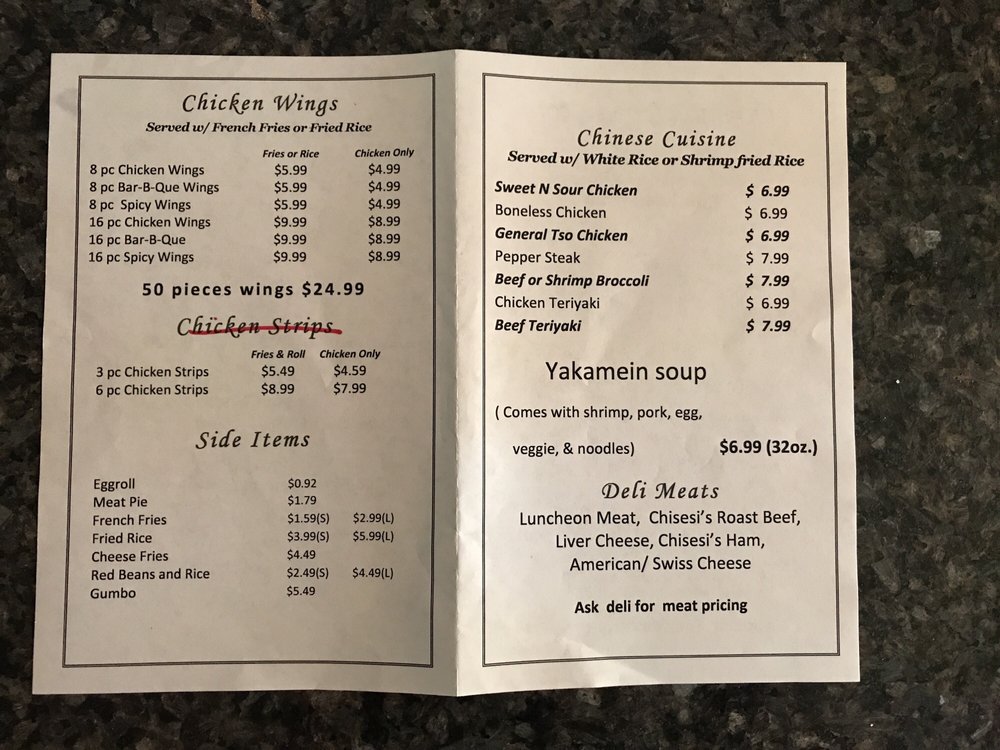 Chicken Wings
Served w/ French Fries or Fried Rice
Fries or Rice Chicken Only
8 pc Chicken Wings $5.99 $4.99
8 pc Bar-B-Que Wings $5.99 $4.99
8 pc Spicy Wings $5.99 $4.99
16 pc Chicken Wings $9.99 $8.99
16 pc Bar-B-Que $9.99 $8.99
16 pc Spicy Wings $9.99 $8.99
50 pieces wings $24.99
Chicken Strips
Fries & Roll Chicken Only
3 pc Chicken Strips $5.49 $4.59
6 pc Chicken Strips $8.99 $7.99
Side Items
Eggroll $0.92
Meat Pie $1.79
French Fries $1.59(S) $2.99(L)
Fried Rice $3.99(S) $5.99(L)
Cheese Fries $4.49
Red Beans and Rice $2.49(S) $4.49(L)
Gumbo $5.49
Chinese Cuisine
Served w/ White Rice or Shrimp fried Rice
Sweet N Sour Chicken $ 6.99
Boneless Chicken $ 6.99
General Tso Chicken $ 6.99
Pepper Steak $ 7.99
Beef or Shrimp Broccoli $ 7.99
Chicken Teriyaki $ 6.99
Beef Teriyaki $ 7.99
Yakamein soup
( Comes with shrimp, pork, egg,
veggie, & noodles) $6.99 (32oz.)
Deli Meats
Luncheon Meat, Chisesi's Roast Beef,
Liver Cheese, Chisesi's Ham,
American/ Swiss Cheese
Ask deli for meat pricing